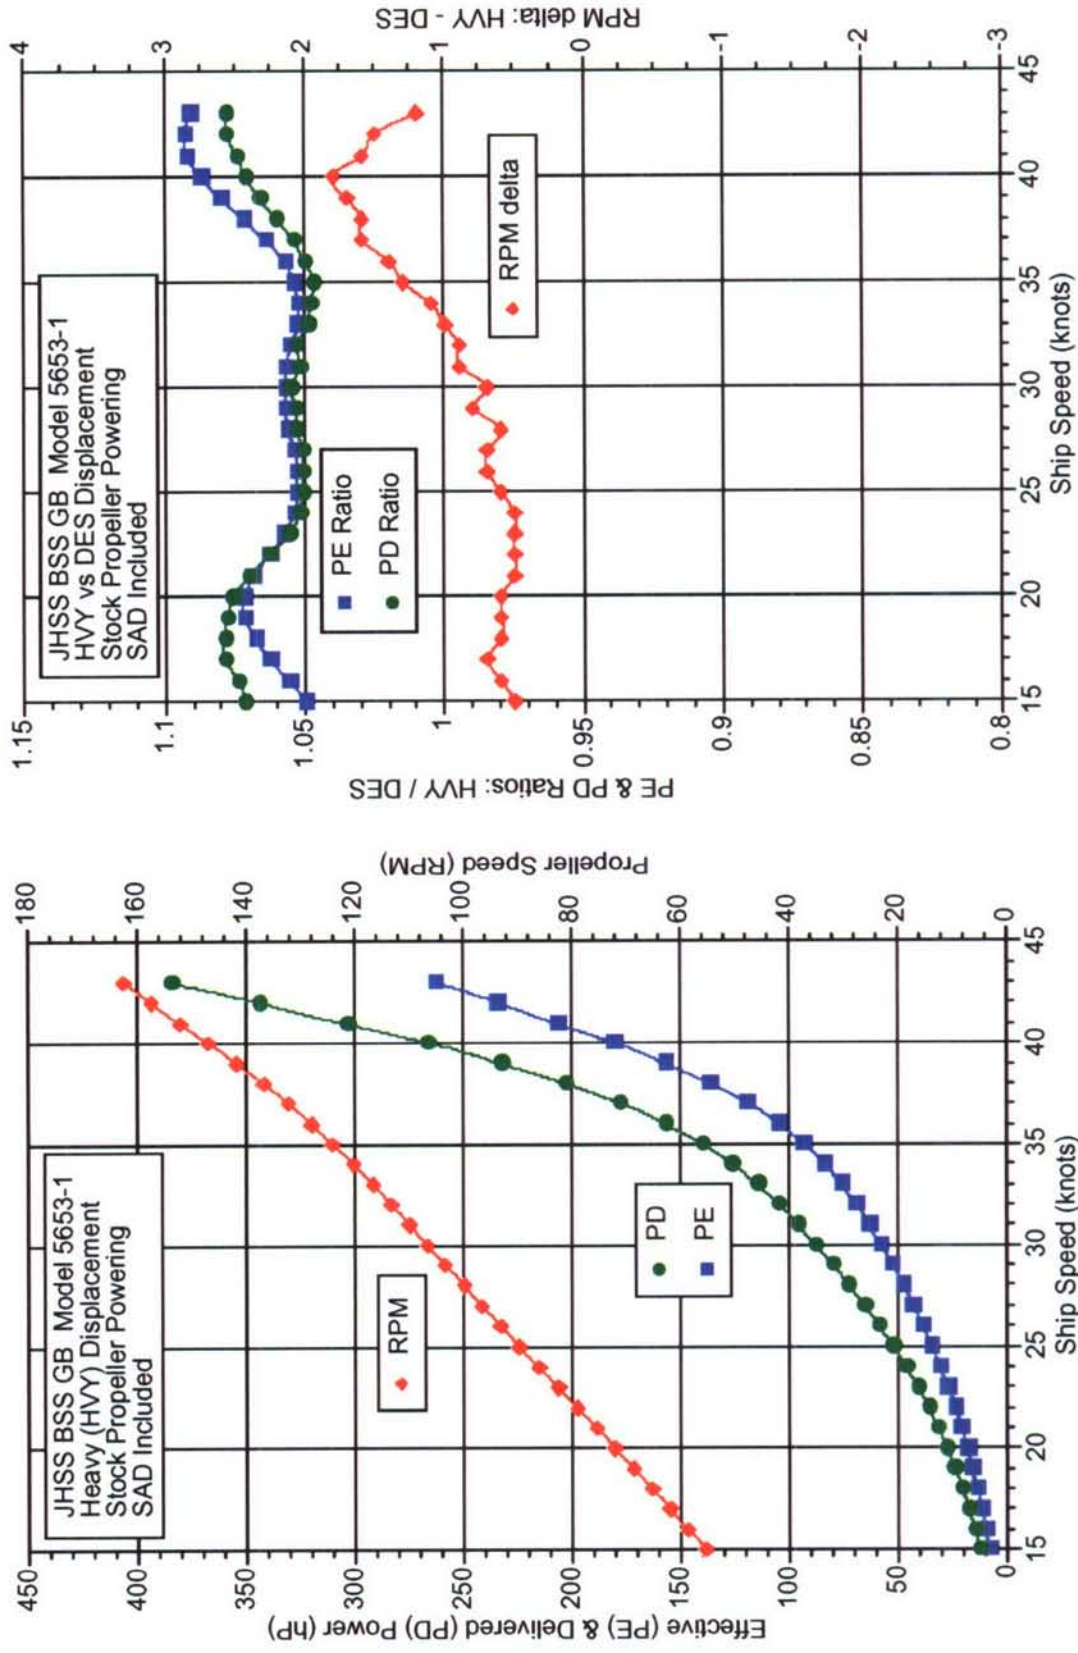 JHSS BSS GB Model 5653-1
Heavy (HVY) Displacement
Stock Propeller Powering
SAD Included
RPM
PD
PE
Effective (PE) & Delivered (PD) Power (hP)
450
400
350
300
250
200
150
100
50
0
Propeller Speed (RPM)
180
160
140
120
100
80
60
40
20
0
15
20
25
30
35
40
45
Ship Speed (knots)
JHSS BSS GB Model 5653-1
HVY vs DES Displacement
Stock Propeller Powering
SAD Included
PE Ratio
PD Ratio
RPM delta
PE & PD Ratios: HVY / DES
1.15
1.1
1.05
1
0.95
0.9
0.85
0.8
RPM delta: HVY - DES
4
3
2
1
0
-1
-2
-3
15
20
25
30
35
40
45
Ship Speed (knots)